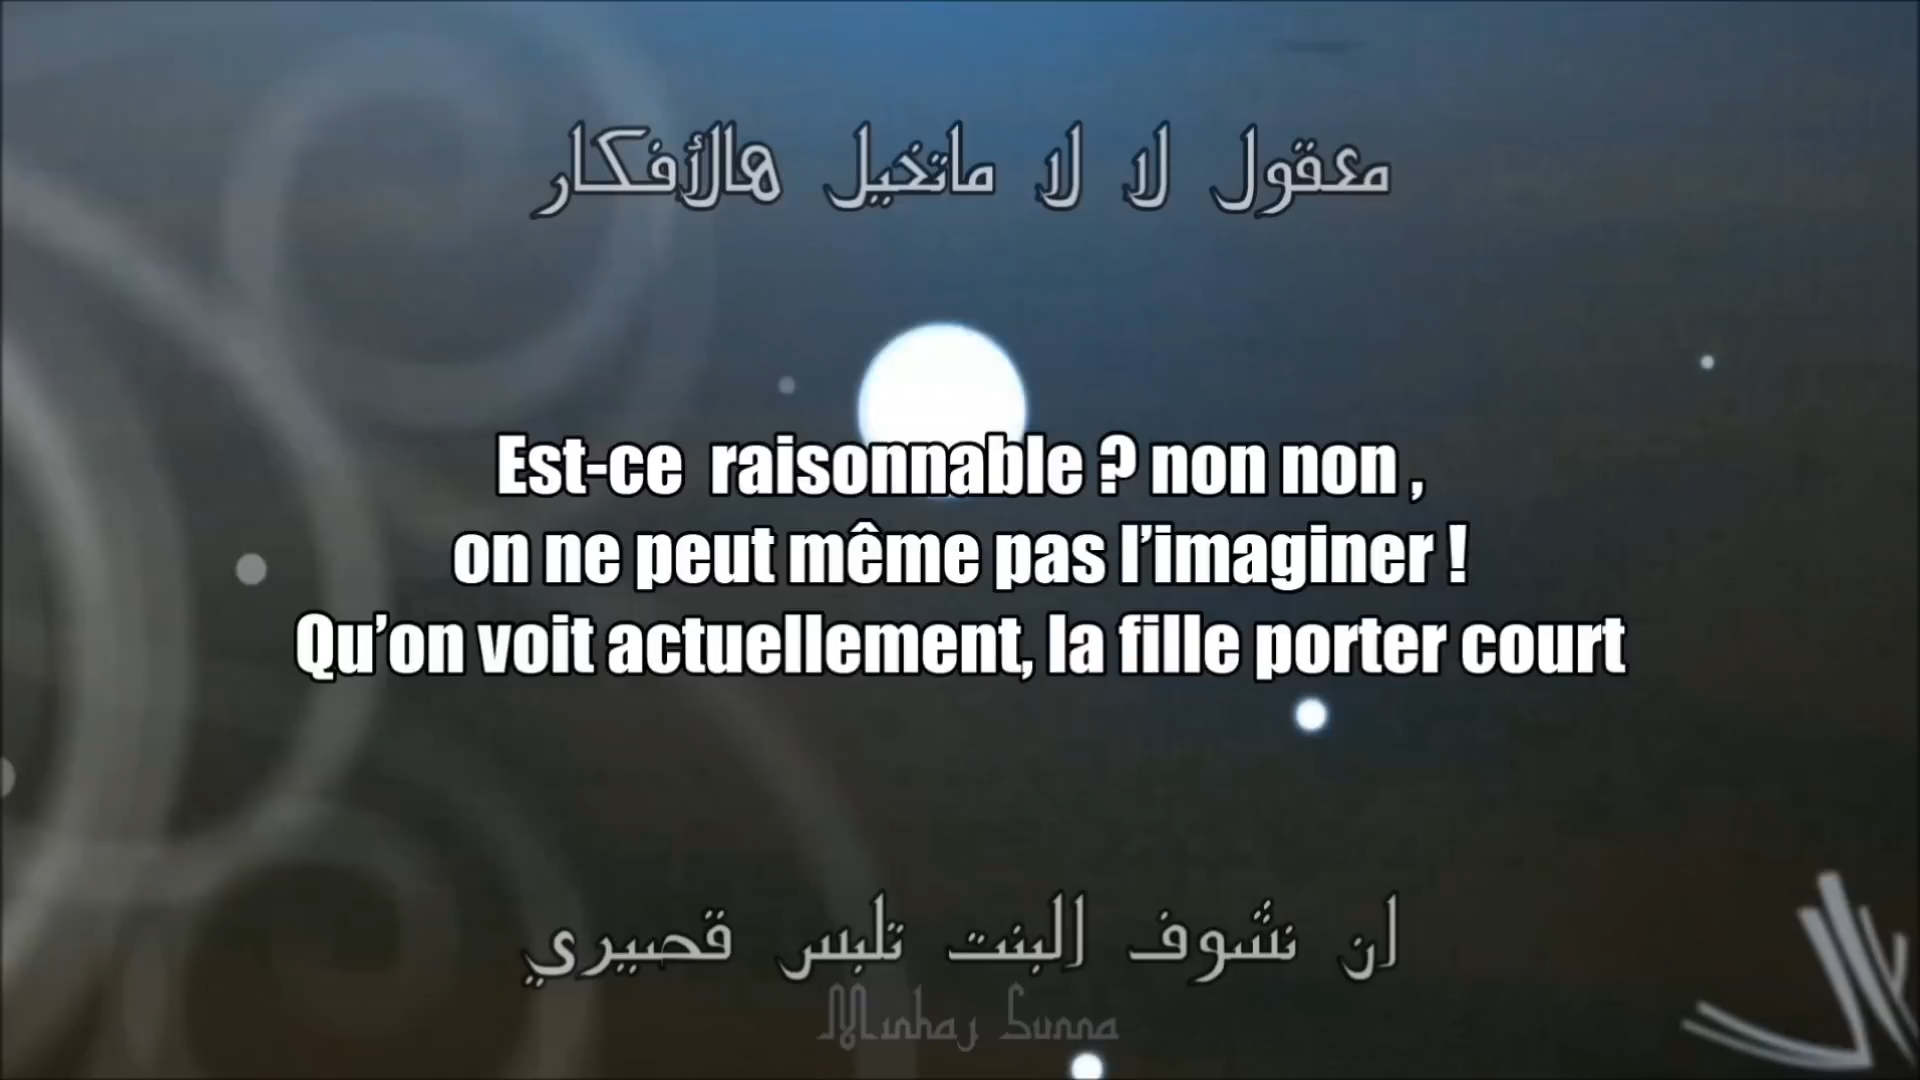 معقول لا لا ماتخيل هالأفكار
Est-ce raisonnable ? non non ,
on ne peut même pas l’imaginer !
Qu’on voit actuellement, la fille porter court
ان نشوف البنت تلبس قصيري
Minhaj Sunna